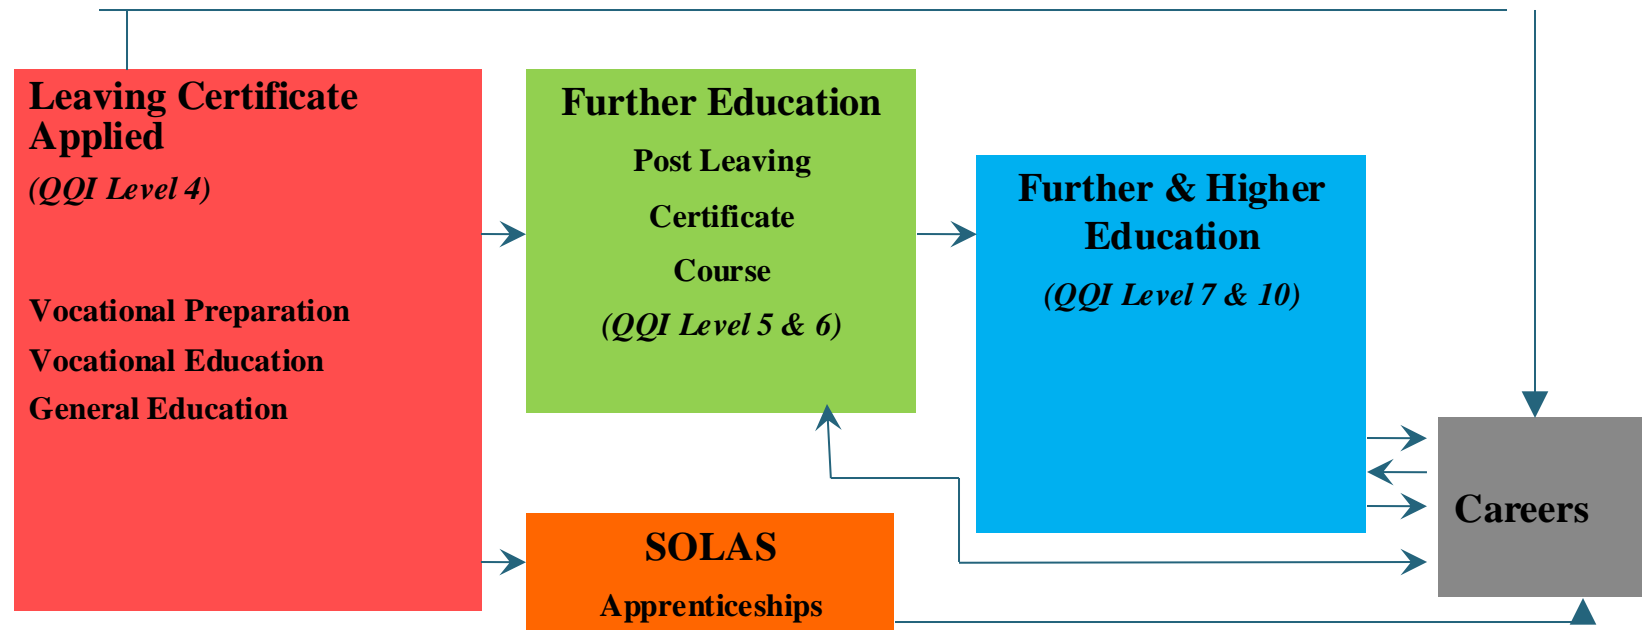 Leaving Certificate
Applied
(QQI Level 4)
Vocational Preparation
Vocational Education
General Education
Further Education
Post Leaving
Certificate
Course
(QQI Level 5 & 6)
Further & Higher
Education
(QQI Level 7 & 10)
SOLAS
Apprenticeships
Careers